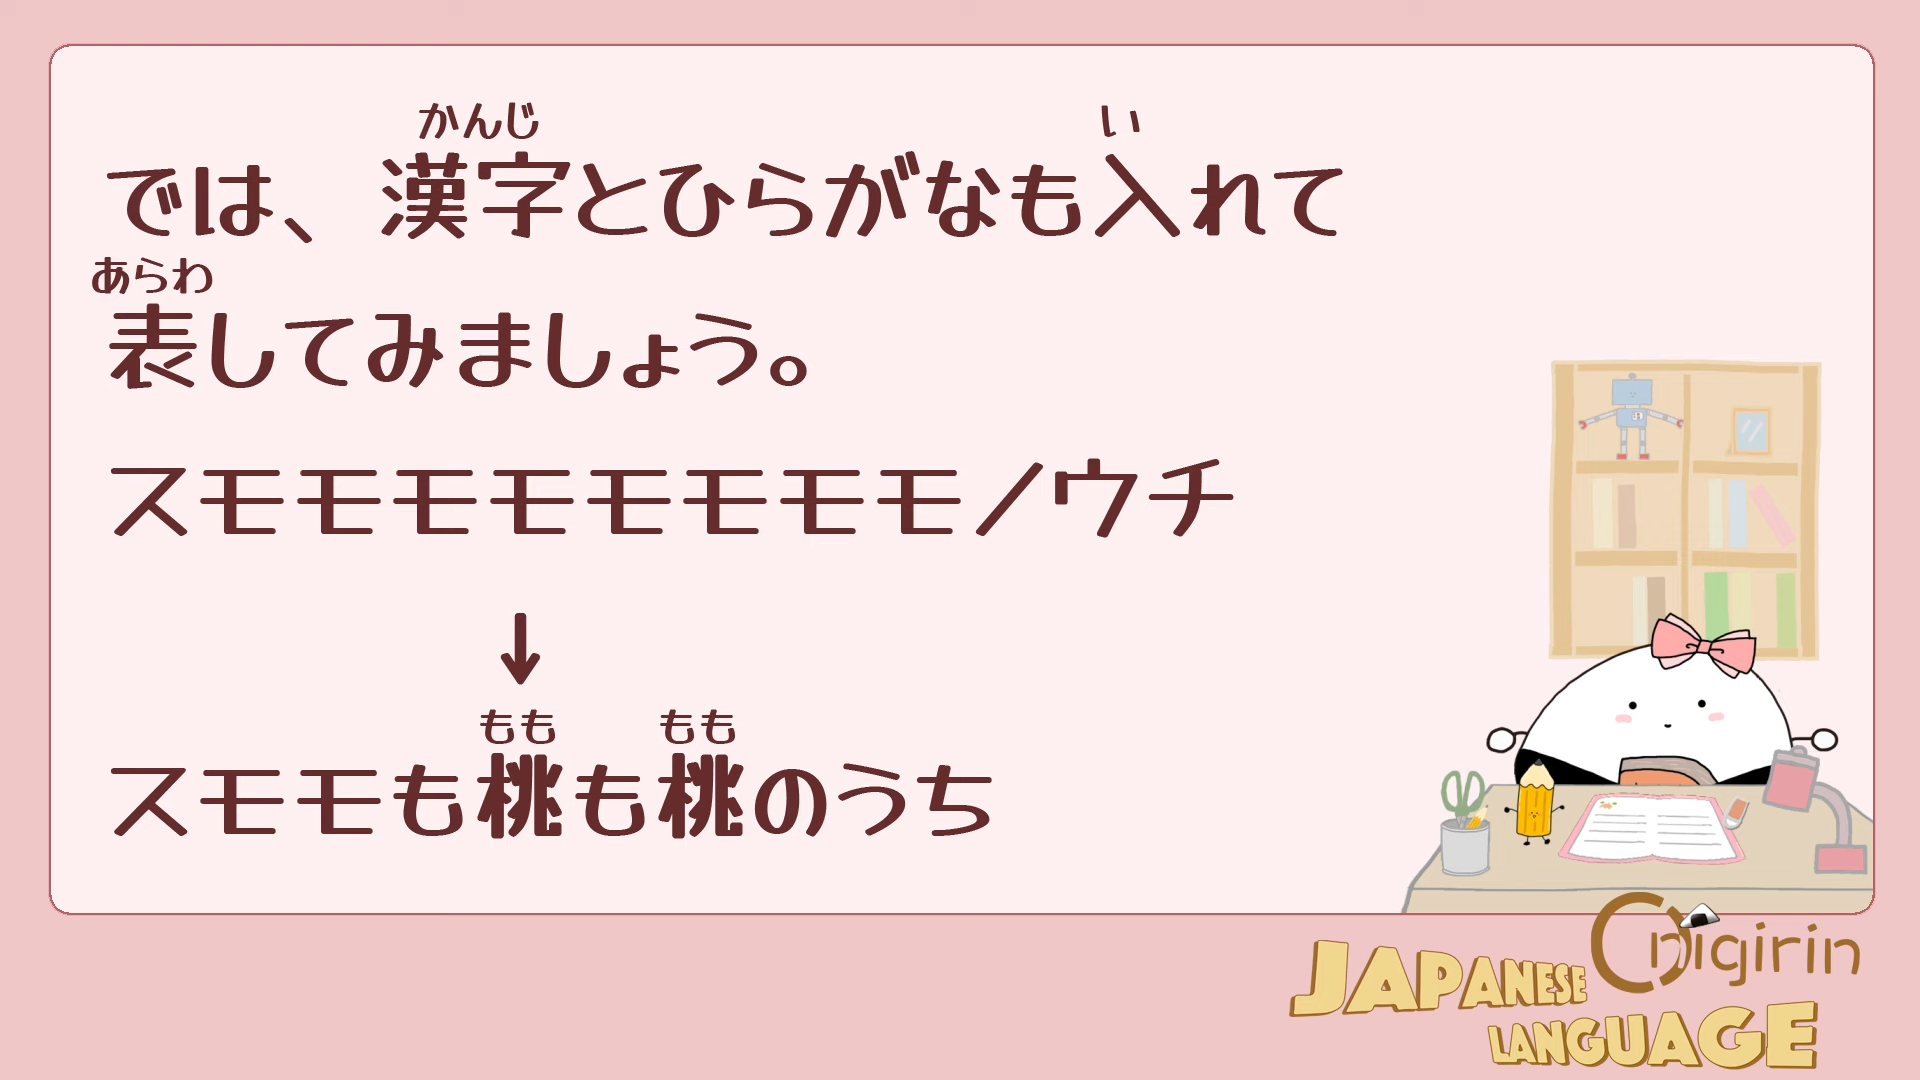 かんじ い
では、漢字とひらがなも入れて
あらわ
表してみましょう。
スモモモモモモモモノウチ
↓
もも もも
スモモも桃も桃のうち
Onigirin
JAPANESE
LANGUAGE